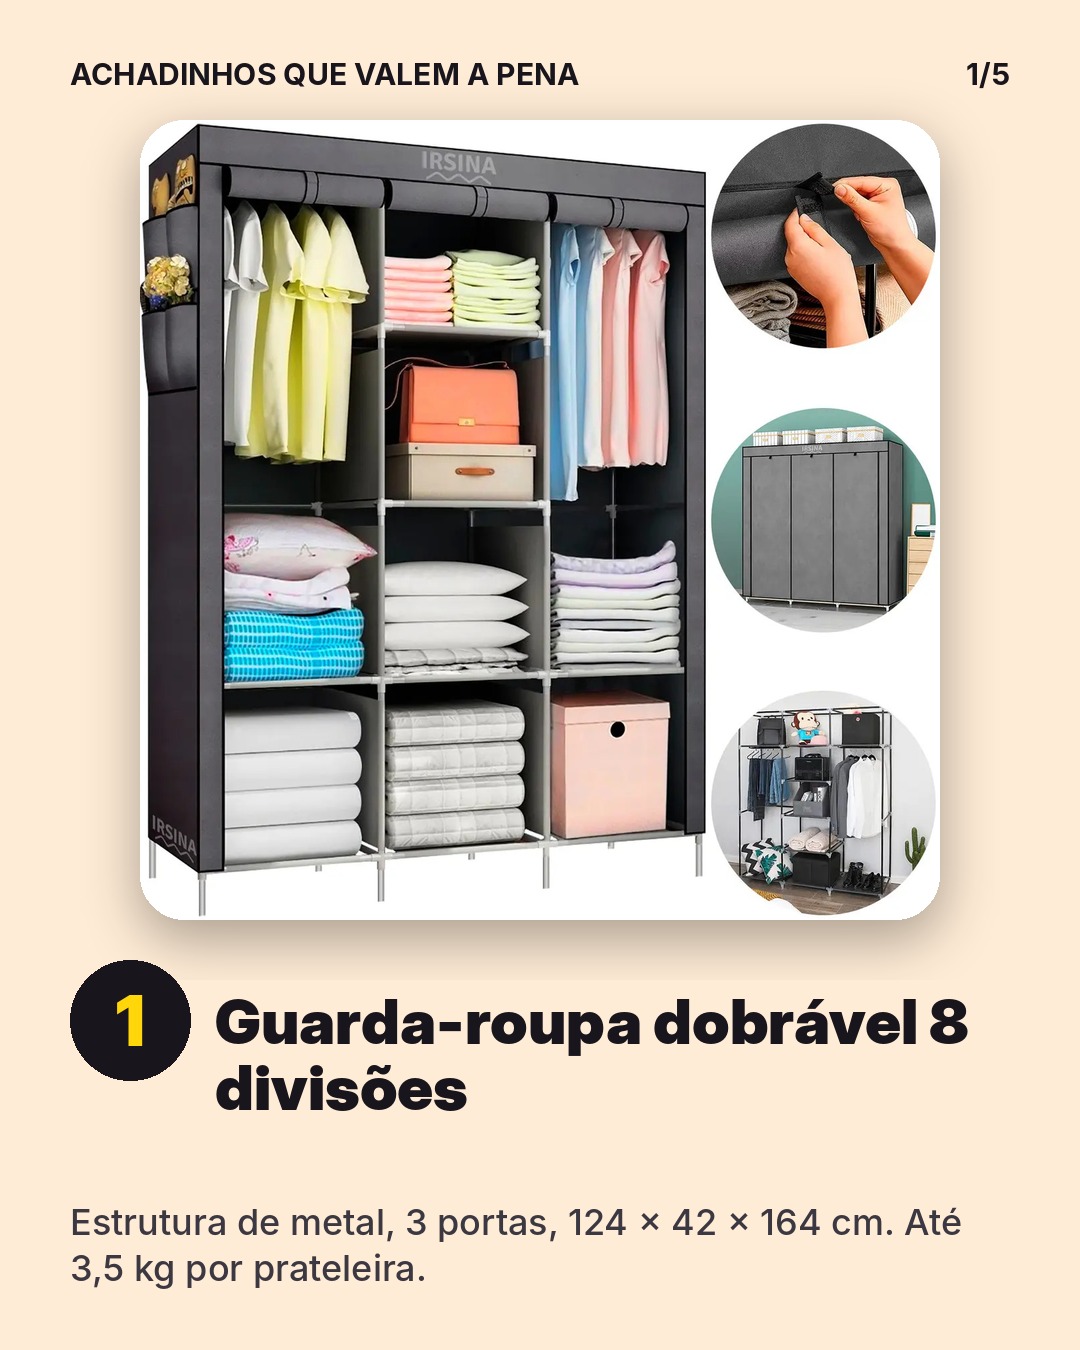 ACHADINHOS QUE VALEM A PENA
1/5
IRSINA
IRSINA
IRSINA
1
Guarda-roupa dobrável 8
divisões
Estrutura de metal, 3 portas, 124 × 42 × 164 cm. Até
3,5 kg por prateleira.